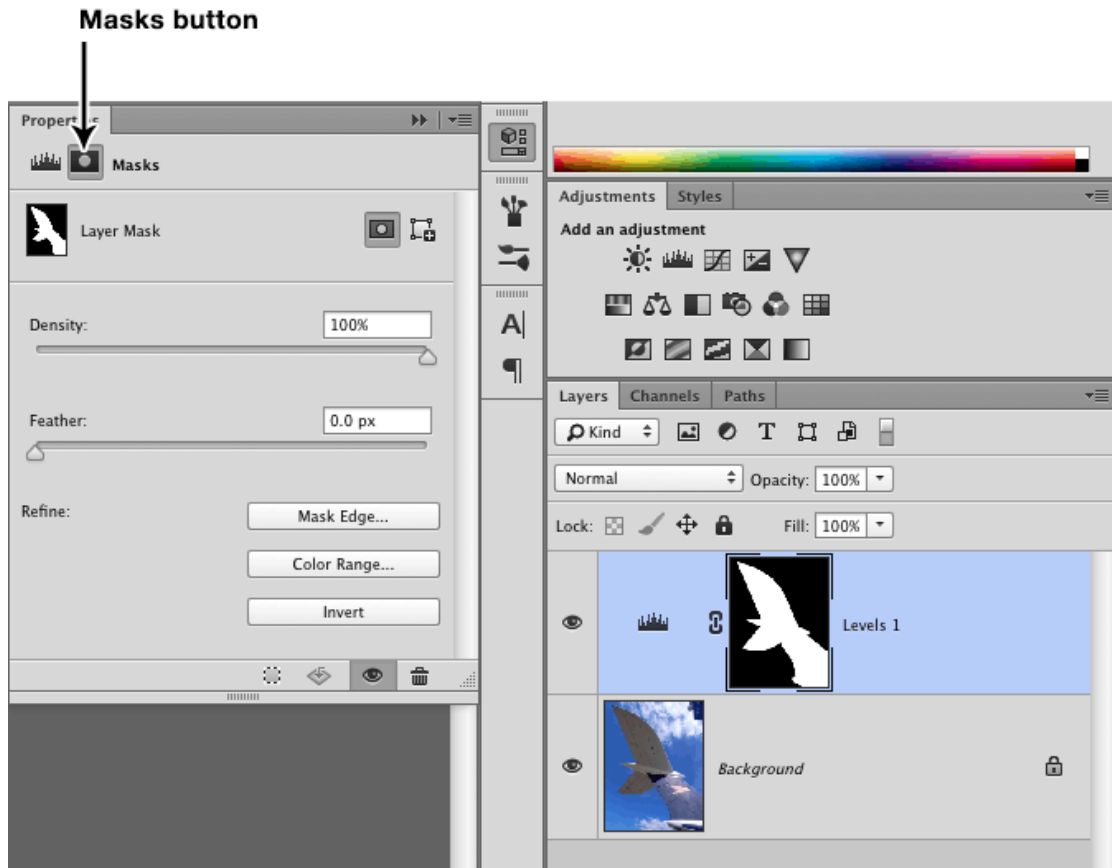 Masks button
Properties
Masks
Layer Mask
Density: 100%
Feather: 0.0 px
Refine:
Mask Edge...
Color Range...
Invert
A
¶
Adjustments Styles
Add an adjustment
Layers Channels Paths
Kind T
Normal Opacity: 100%
Lock: Fill: 100%
Levels 1
Background